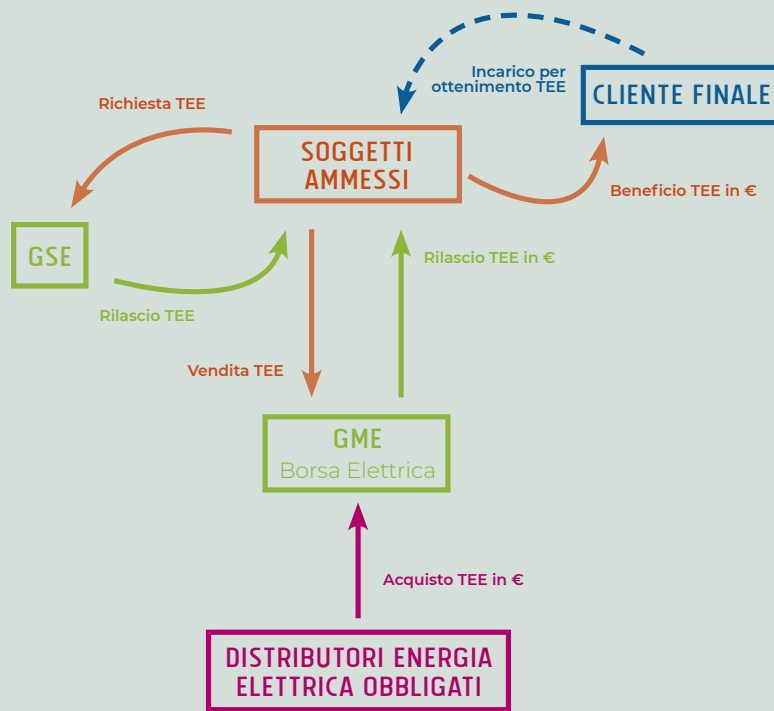 Incarico per
ottenimento TEE
CLIENTE FINALE
Richiesta TEE
SOGGETTI
AMMESSI
Beneficio TEE in €
GSE
Rilascio TEE in €
Rilascio TEE
Vendita TEE
GME
Borsa Elettrica
Acquisto TEE in €
DISTRIBUTORI ENERGIA
ELETTRICA OBBLIGATI